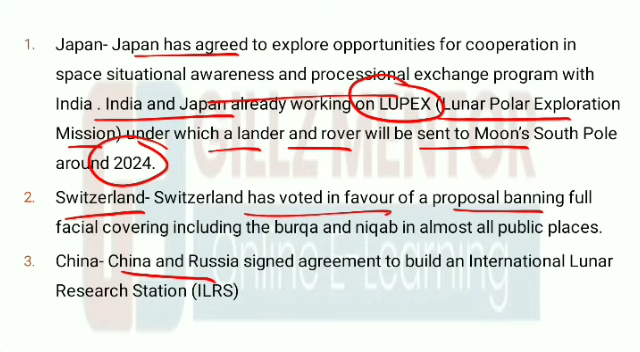 1. Japan- Japan has agreed to explore opportunities for cooperation in
space situational awareness and processional exchange program with
India . India and Japan already working on LUPEX (Lunar Polar Exploration
Mission) under which a lander and rover will be sent to Moon's South Pole
around 2024.
2. Switzerland- Switzerland has voted in favour of a proposal banning full
facial covering including the burqa and niqab in almost all public places.
3. China- China and Russia signed agreement to build an International Lunar
Research Station (ILRS)
GILLZ MENTOR
Online E-Learning